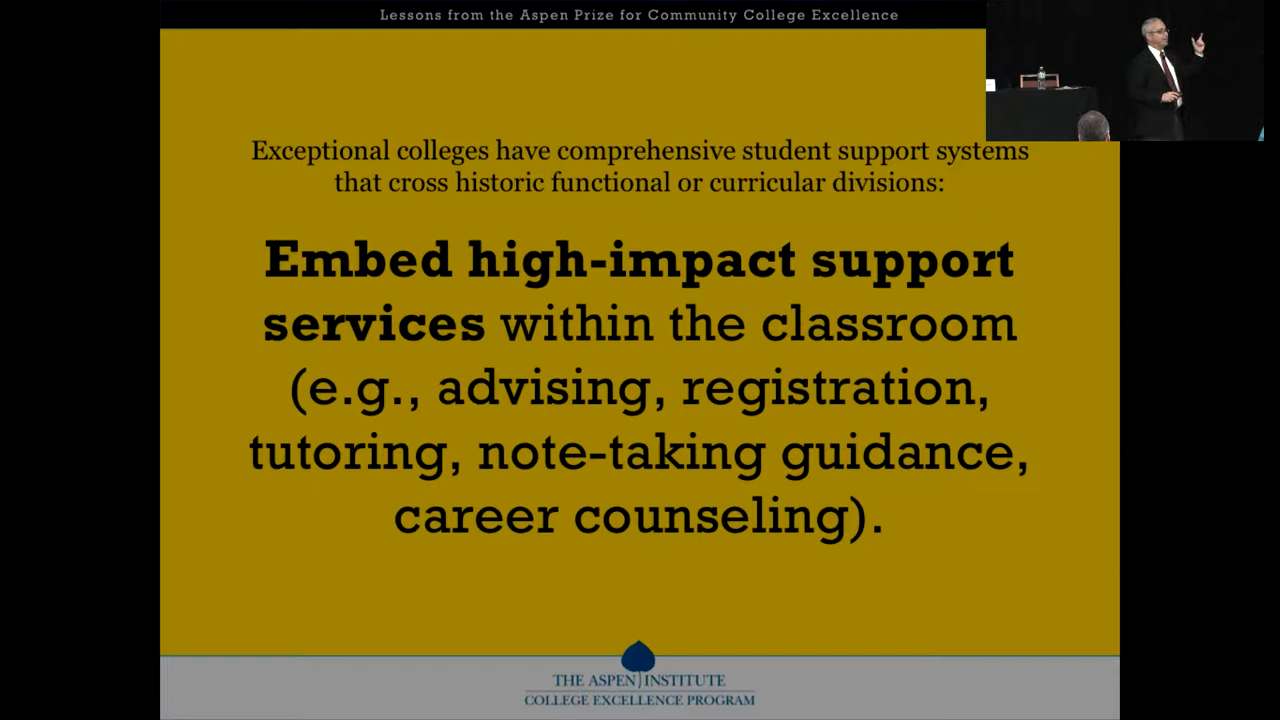 Lessons from the Aspen Prize for Community College Excellence
Exceptional colleges have comprehensive student support systems
that cross historic functional or curricular divisions:
Embed high-impact support
services within the classroom
(e.g., advising, registration,
tutoring, note-taking guidance,
career counseling).
THE ASPEN INSTITUTE
COLLEGE EXCELLENCE PROGRAM